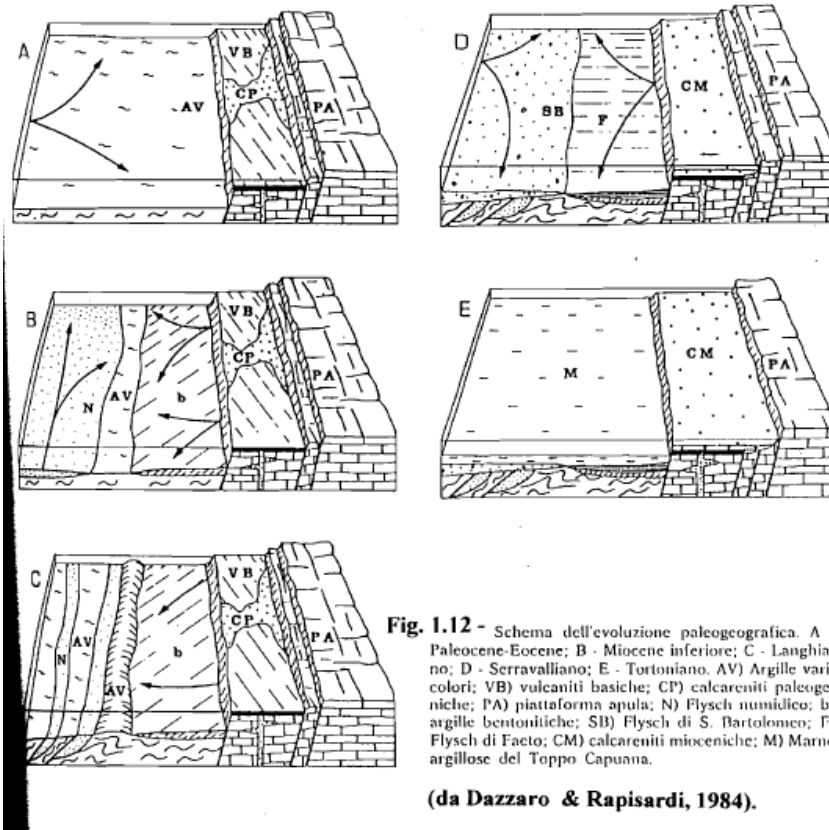 A
VB
CP
AV
PA
D
SB
F
CM
PA
B
VB
CP
N
AV
b
PA
E
M
CM
PA
C
VB
CP
N
AV
AV
b
PA
Fig. 1.12 - Schema dell'evoluzione paleogeografica. A
Paleocene-Eocene; B - Miocene inferiore; C - Langhia
no; D - Serravalliano; E - Tortoniano. AV) Argille vari
colori; VB) vulcaniti basiche; CP) calcareniti paleoge
niche; PA) piattaforma apula; N) Flysch numidico; b
argille bentonitiche; SB) Flysch di S. Bartolomeo; F
Flysch di Faeto; CM) calcareniti mioceniche; M) Marn
argillose del Toppo Capuana.
(da Dazzaro & Rapisardi, 1984).